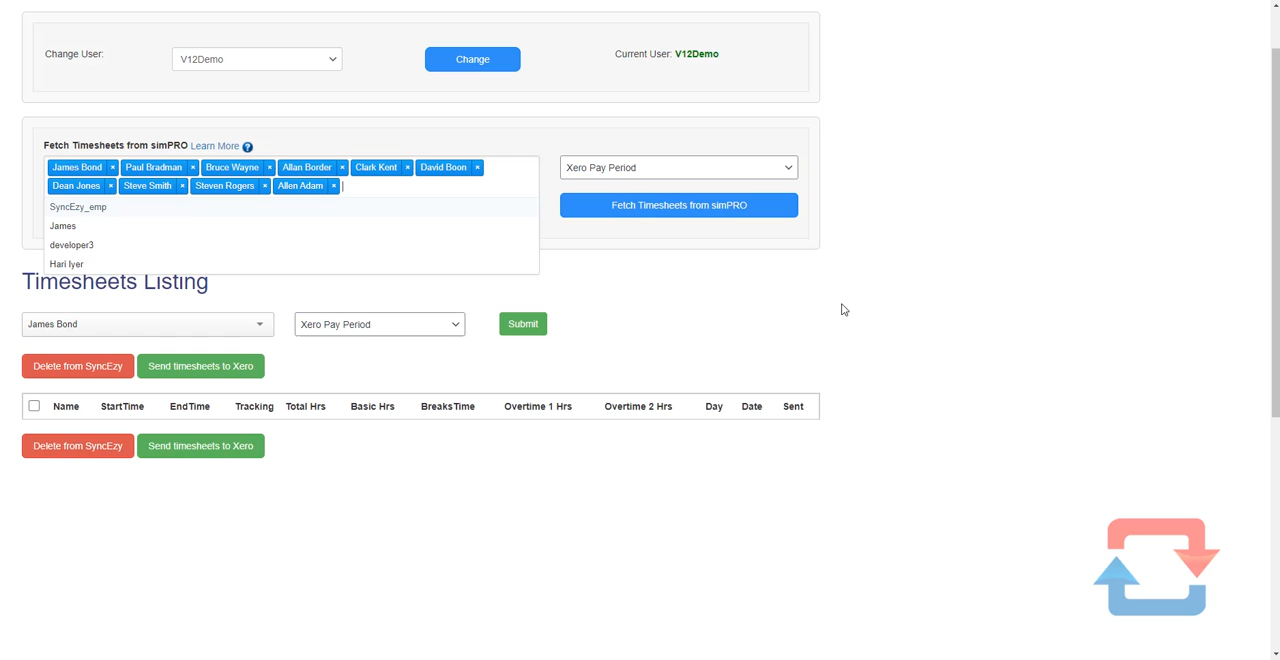 Change User: V12Demo Change Current User: V12Demo
Fetch Timesheets from simPRO Learn More ?
James Bond × Paul Bradman × Bruce Wayne × Allan Border × Clark Kent × David Boon × Xero Pay Period
Dean Jones × Steve Smith × Steven Rogers × Allen Adam ×
SyncEzy_emp Fetch Timesheets from simPRO
James
developer3
Hari Iyer
Timesheets Listing
James Bond Xero Pay Period Submit
Delete from SyncEzy Send timesheets to Xero
Name StartTime EndTime Tracking Total Hrs Basic Hrs BreaksTime Overtime 1 Hrs Overtime 2 Hrs Day Date Sent
Delete from SyncEzy Send timesheets to Xero